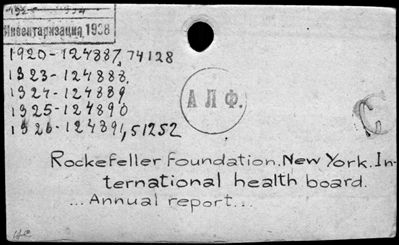 Инвентаризация 1938
1920-124887, 74128
1923-124888.
1924-124889
1925-124890
1926-124891, 51252
А Л Ф.
Rockefeller Foundation. New York. In-
ternational health board.
... Annual report...